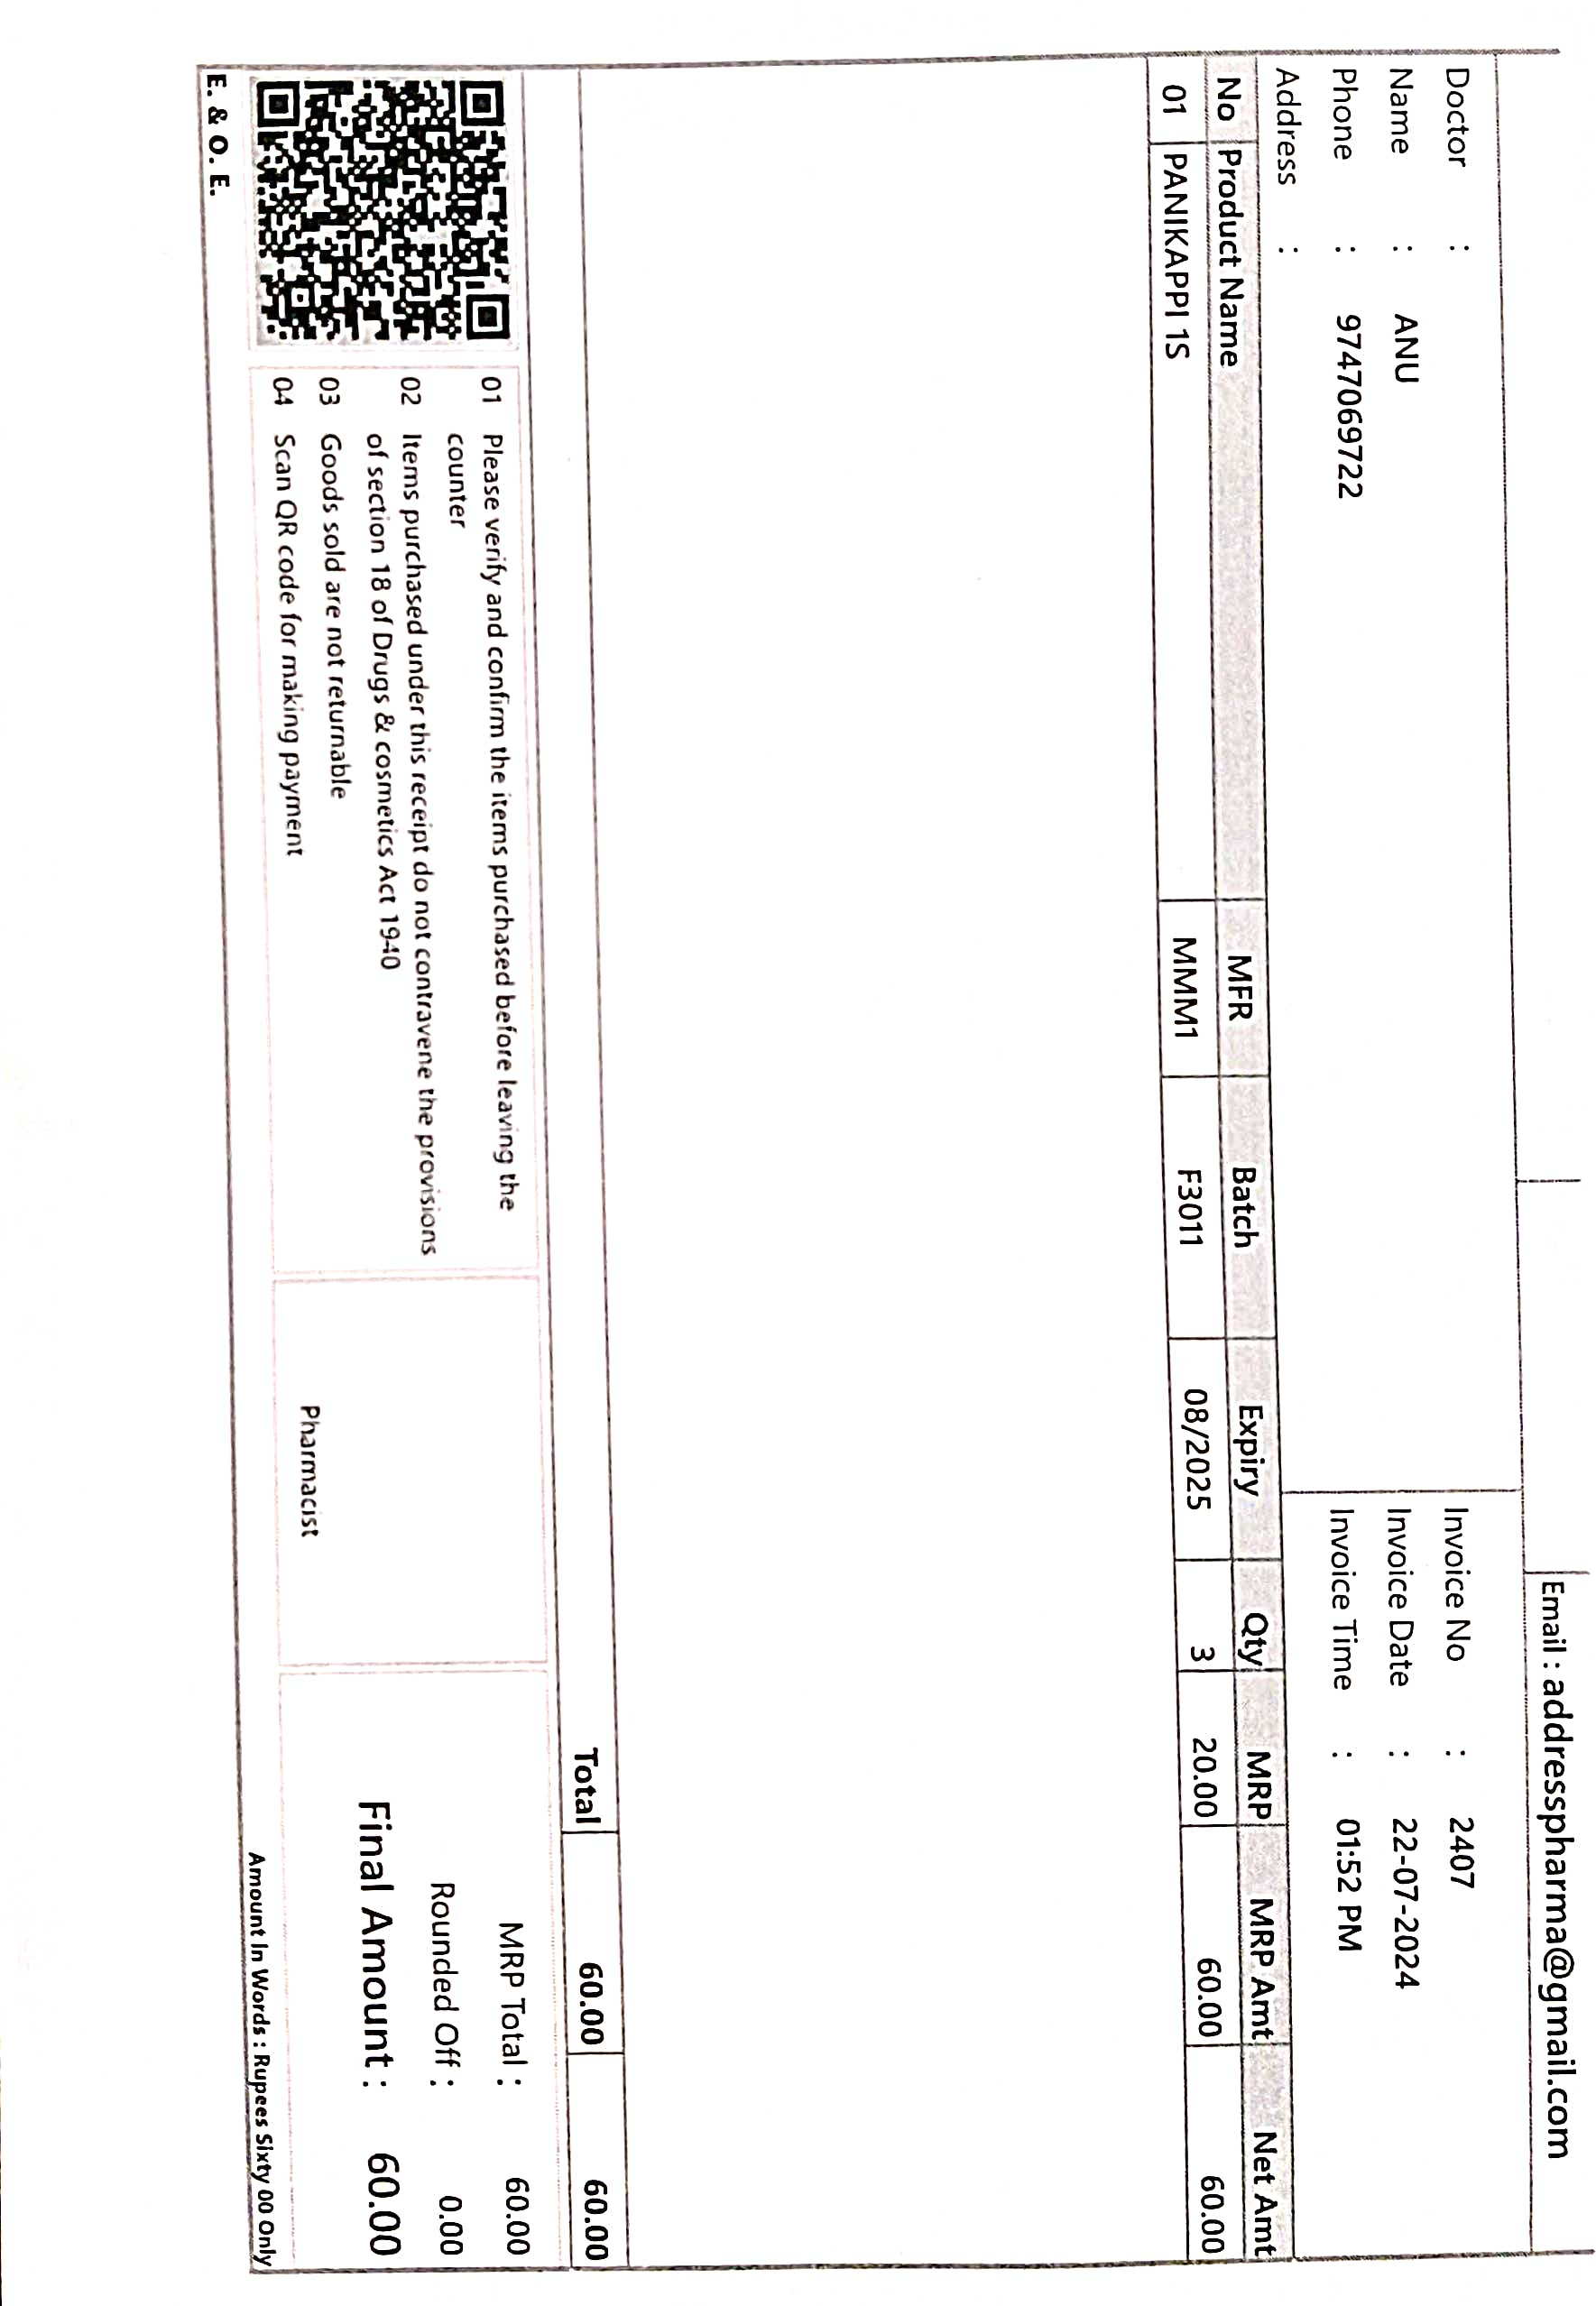 Email : addresspharma@gmail.com
Doctor :
Name : ANU
Phone : 9747069722
Address :
Invoice No : 2407
Invoice Date : 22-07-2024
Invoice Time : 01:52 PM
No Product Name MFR Batch Expiry Qty MRP MRP Amt Net Amt
01 PANIKAPPI 1S MMM1 F3011 08/2025 3 20.00 60.00 60.00
Total 60.00 60.00
01 Please verify and confirm the items purchased before leaving the
counter
02 Items purchased under this receipt do not contravene the provisions
of section 18 of Drugs & cosmetics Act 1940
03 Goods sold are not returnable
04 Scan QR code for making payment
Pharmacist
MRP Total : 60.00
Rounded Off : 0.00
Final Amount : 60.00
E. & O. E.
Amount In Words : Rupees Sixty 00 Only